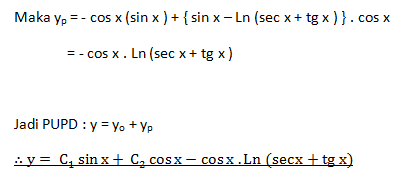 Maka yₚ = - cos x (sin x ) + { sin x – Ln (sec x + tg x ) } . cos x
= - cos x . Ln (sec x + tg x )
Jadi PUPD : y = yₒ + yₚ
∴ y = C₁ sin x + C₂ cos x − cos x . Ln (secx + tg x)